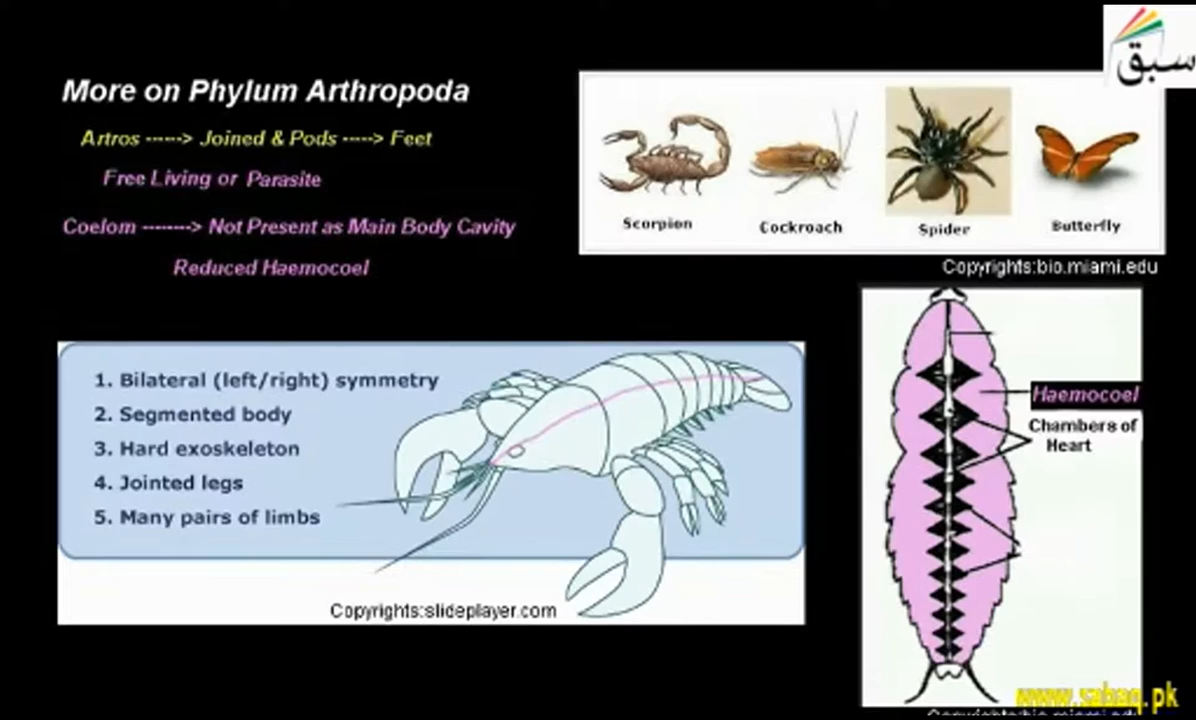 سبق
More on Phylum Arthropoda
Artros ------> Joined & Pods -----> Feet
Free Living or Parasite
Coelom --------> Not Present as Main Body Cavity
Reduced Haemocoel
Scorpion
Cockroach
Spider
Butterfly
Copyrights:bio.miami.edu
1. Bilateral (left/right) symmetry
2. Segmented body
3. Hard exoskeleton
4. Jointed legs
5. Many pairs of limbs
Copyrights:slideplayer.com
Haemocoel
Chambers of
Heart
www.sabaq.pk